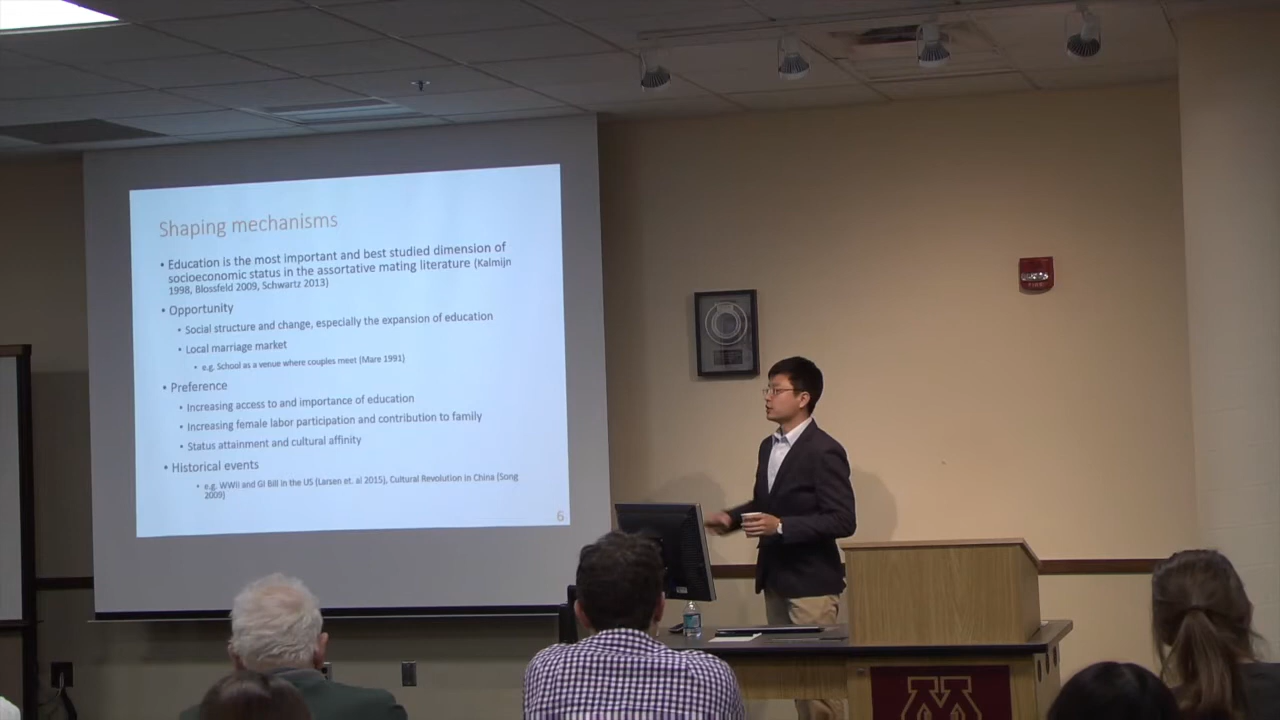 Shaping mechanisms
• Education is the most important and best studied dimension of
socioeconomic status in the assortative mating literature (Kalmijn
1998, Blossfeld 2009, Schwartz 2013)
• Opportunity
• Social structure and change, especially the expansion of education
• Local marriage market
• e.g. School as a venue where couples meet (Mare 1991)
• Preference
• Increasing access to and importance of education
• Increasing female labor participation and contribution to family
• Status attainment and cultural affinity
• Historical events
• e.g. WWII and GI Bill in the US (Larsen et. al 2015), Cultural Revolution in China (Song
2009)
6
FIRE
M